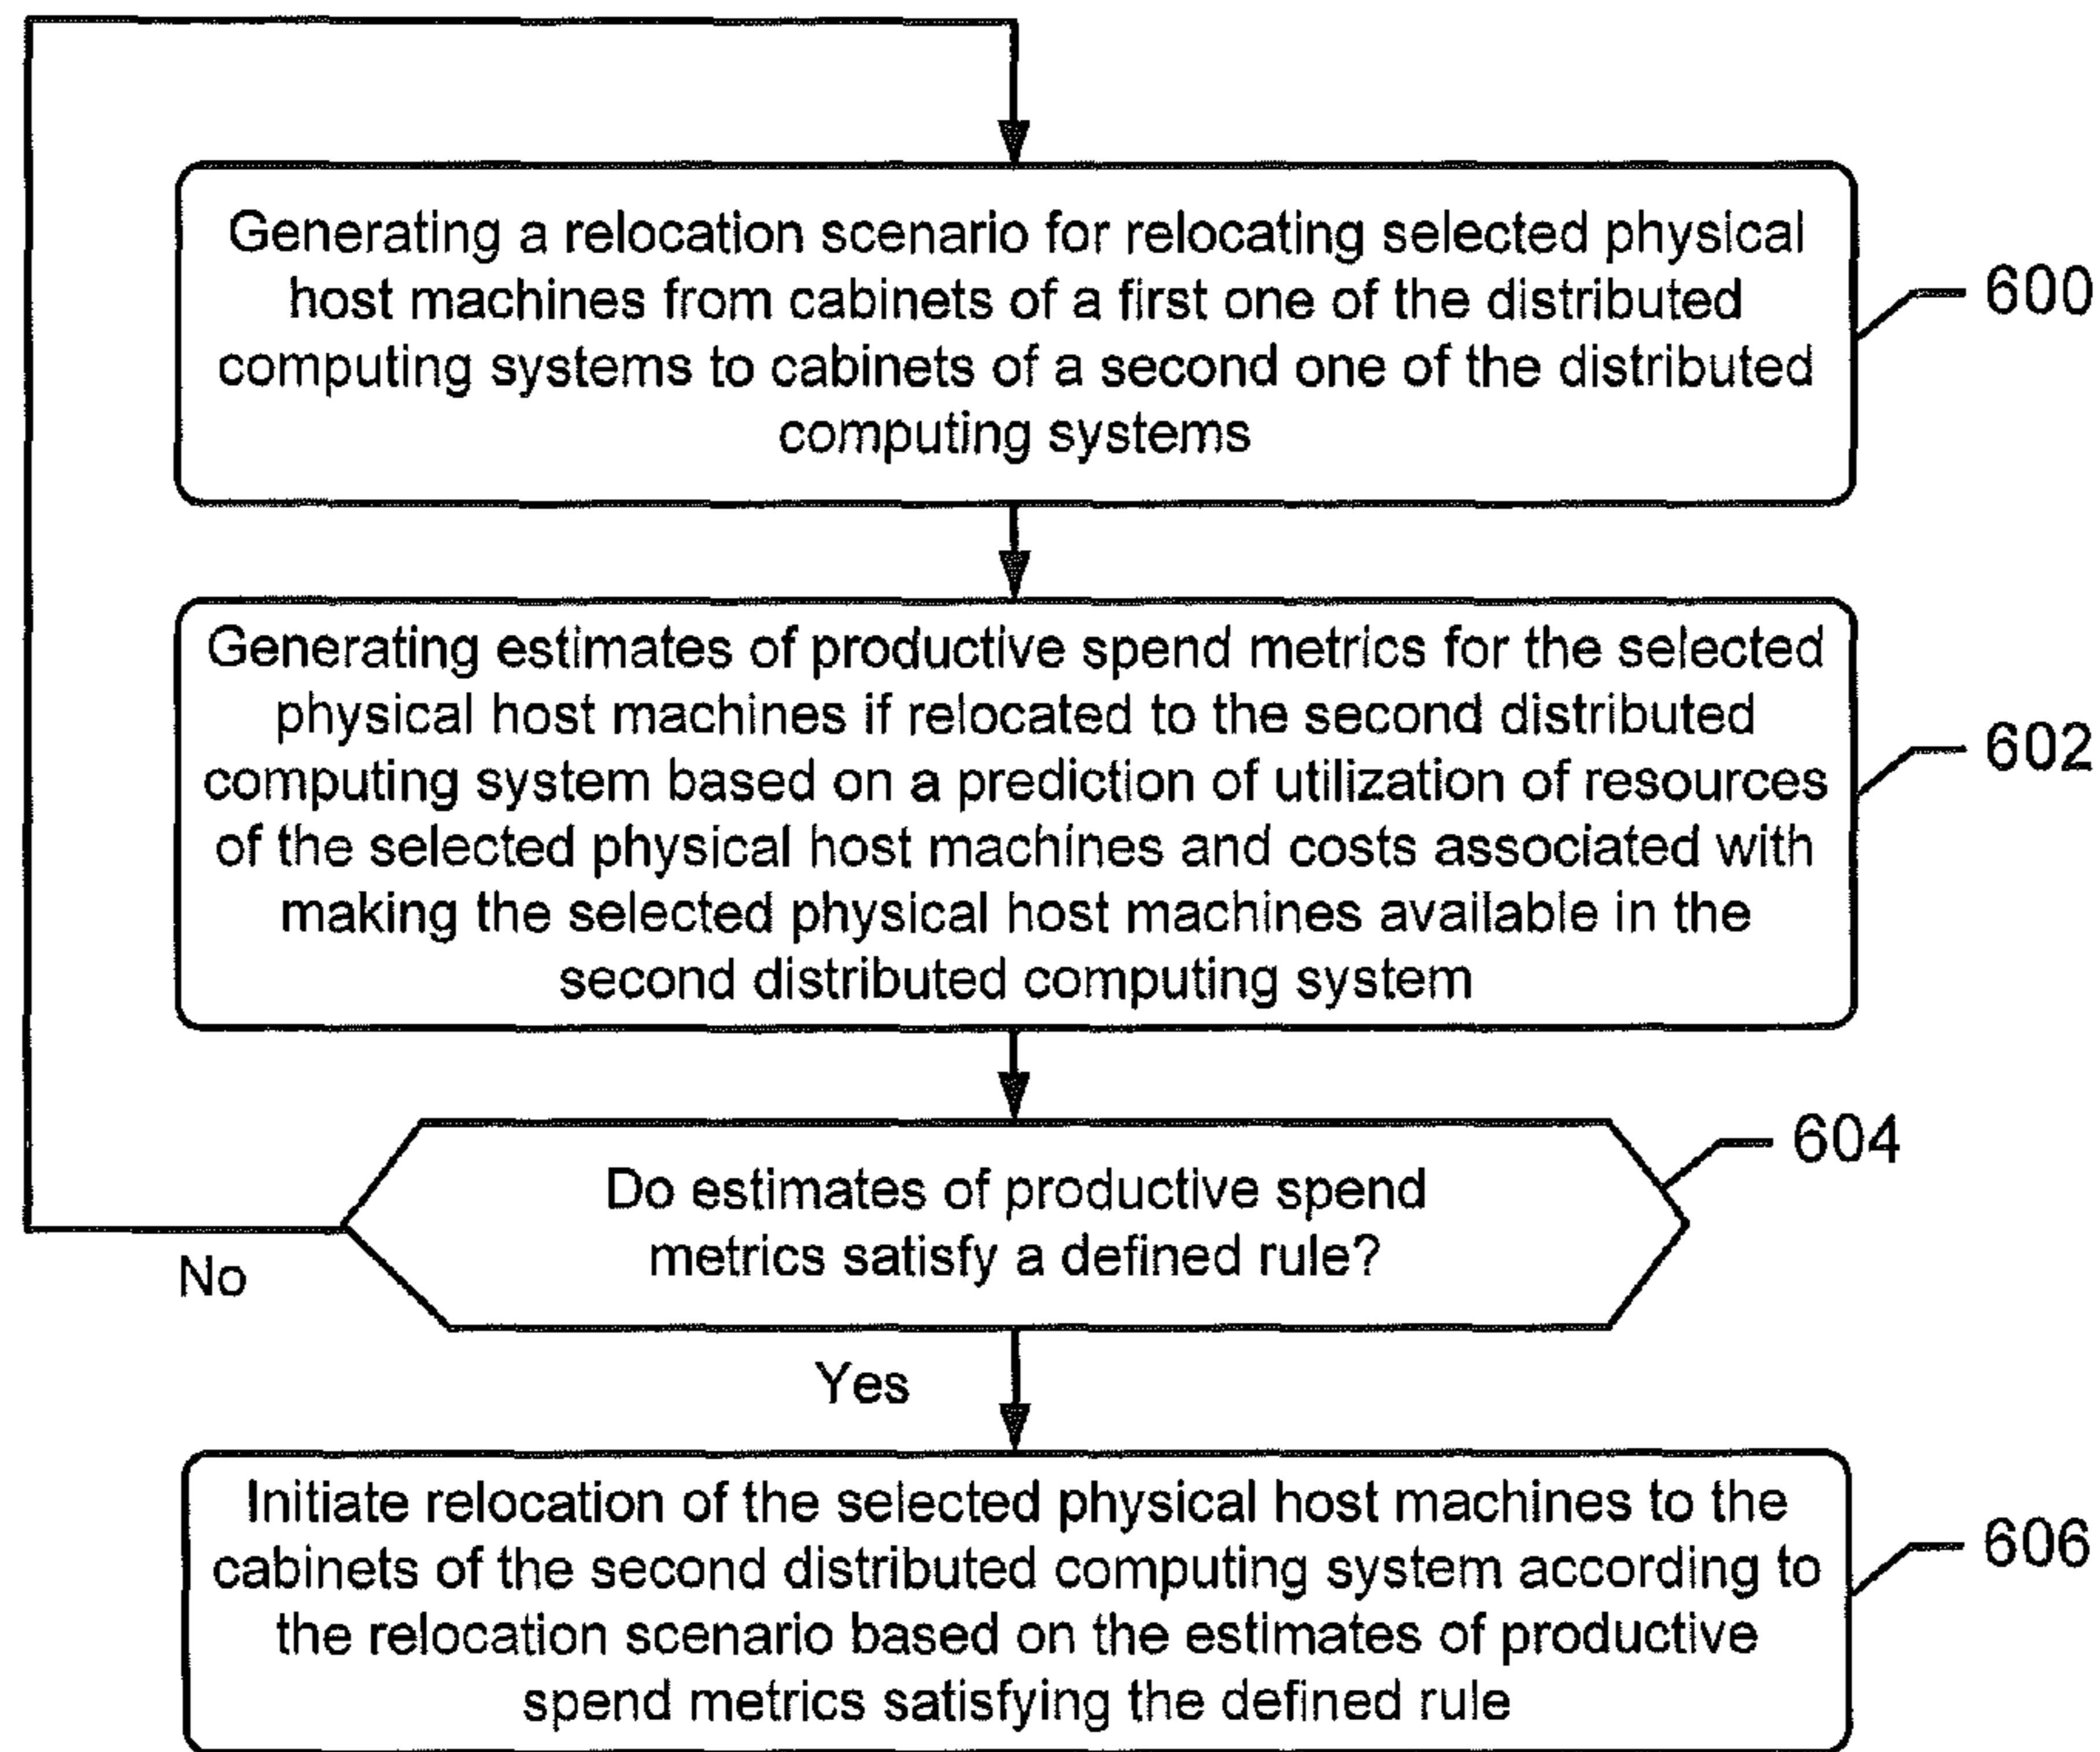 Generating a relocation scenario for relocating selected physical
host machines from cabinets of a first one of the distributed
computing systems to cabinets of a second one of the distributed
computing systems
600
Generating estimates of productive spend metrics for the selected
physical host machines if relocated to the second distributed
computing system based on a prediction of utilization of resources
of the selected physical host machines and costs associated with
making the selected physical host machines available in the
second distributed computing system
602
Do estimates of productive spend
metrics satisfy a defined rule?
604
No
Yes
Initiate relocation of the selected physical host machines to the
cabinets of the second distributed computing system according to
the relocation scenario based on the estimates of productive
spend metrics satisfying the defined rule
606